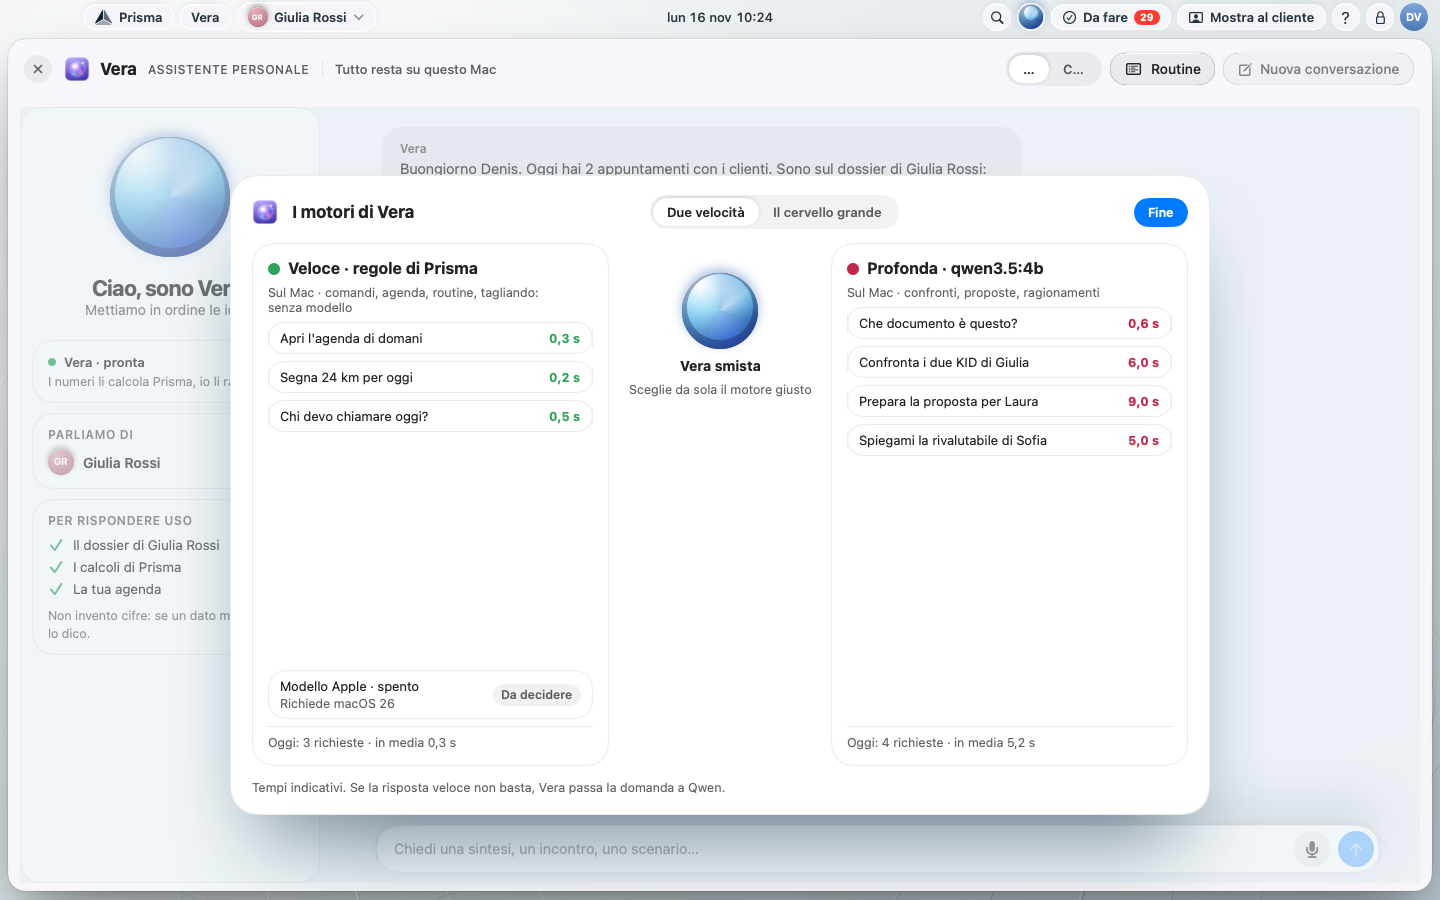 Prisma
Vera
GR Giulia Rossi
lun 16 nov 10:24
Da fare 29
Mostra al cliente
?
DV
Vera ASSISTENTE PERSONALE
Tutto resta su questo Mac
...
C...
Routine
Nuova conversazione
Vera
Buongiorno Denis. Oggi hai 2 appuntamenti con i clienti. Sono sul dossier di Giulia Rossi:
Ciao, sono Ver
Mettiamo in ordine le
Vera · pronta
I numeri li calcola Prisma, io li
PARLIAMO DI
GR Giulia Rossi
PER RISPONDERE USO
Il dossier di Giulia Rossi
I calcoli di Prisma
La tua agenda
Non invento cifre: se un dato
lo dico.
I motori di Vera
Due velocità
Il cervello grande
Fine
Veloce · regole di Prisma
Sul Mac · comandi, agenda, routine, tagliando:
senza modello
Apri l'agenda di domani 0,3 s
Segna 24 km per oggi 0,2 s
Chi devo chiamare oggi? 0,5 s
Modello Apple · spento
Richiede macOS 26
Da decidere
Oggi: 3 richieste · in media 0,3 s
Vera smista
Sceglie da sola il motore giusto
Profonda · qwen3.5:4b
Sul Mac · confronti, proposte, ragionamenti
Che documento è questo? 0,6 s
Confronta i due KID di Giulia 6,0 s
Prepara la proposta per Laura 9,0 s
Spiegami la rivalutabile di Sofia 5,0 s
Oggi: 4 richieste · in media 5,2 s
Tempi indicativi. Se la risposta veloce non basta, Vera passa la domanda a Qwen.
Chiedi una sintesi, un incontro, uno scenario...